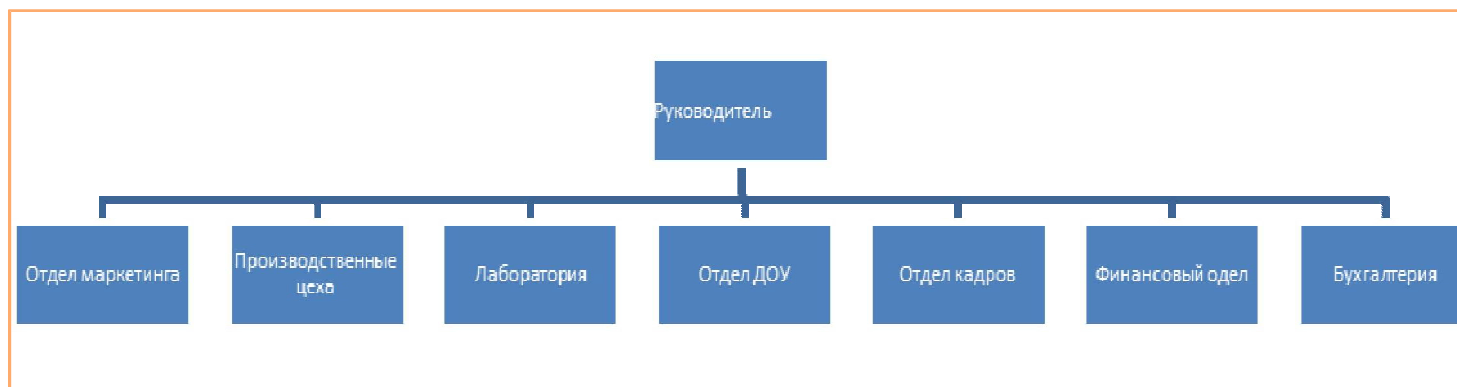 Руководитель
Отдел маркетинга
Производственные
цеха
Лаборатория
Отдел ДОУ
Отдел кадров
Финансовый одел
Бухгалтерия